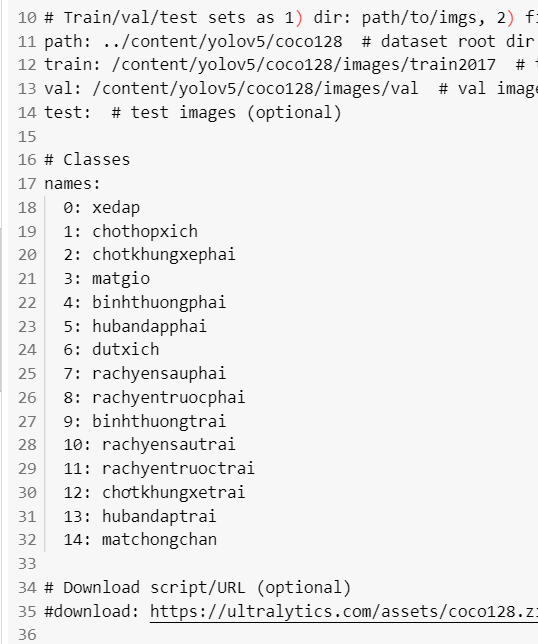 10 # Train/val/test sets as 1) dir: path/to/imgs, 2)
11 path: ../content/yolov5/coco128 # dataset root dir
12 train: /content/yolov5/coco128/images/train2017 #
13 val: /content/yolov5/coco128/images/val # val image
14 test: # test images (optional)
15
16 # Classes
17 names:
18 0: xedap
19 1: chothopxich
20 2: chotkhungxephai
21 3: matgio
22 4: binhthuongphai
23 5: hubandapphai
24 6: dutxich
25 7: rachyensauphai
26 8: rachyentruocphai
27 9: binhthuongtrai
28 10: rachyensautrai
29 11: rachyentruoctrai
30 12: chơtkhungxetrai
31 13: hubandaptrai
32 14: matchongchan
33
34 # Download script/URL (optional)
35 #download: https://ultralytics.com/assets/coco128.zi
36